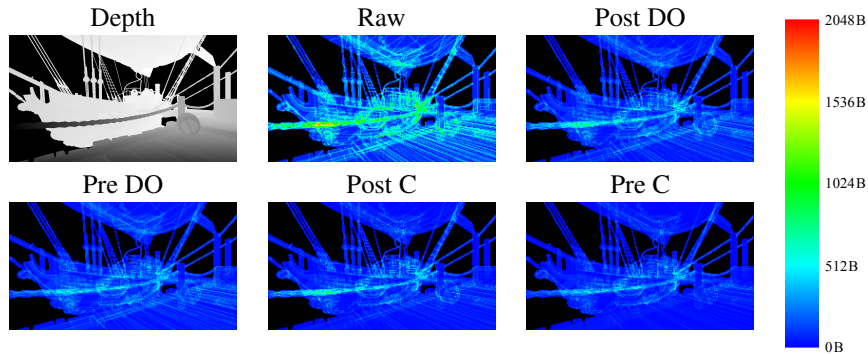 Depth
Raw
Post DO
2048B
1536B
1024B
512B
0B
Pre DO
Post C
Pre C